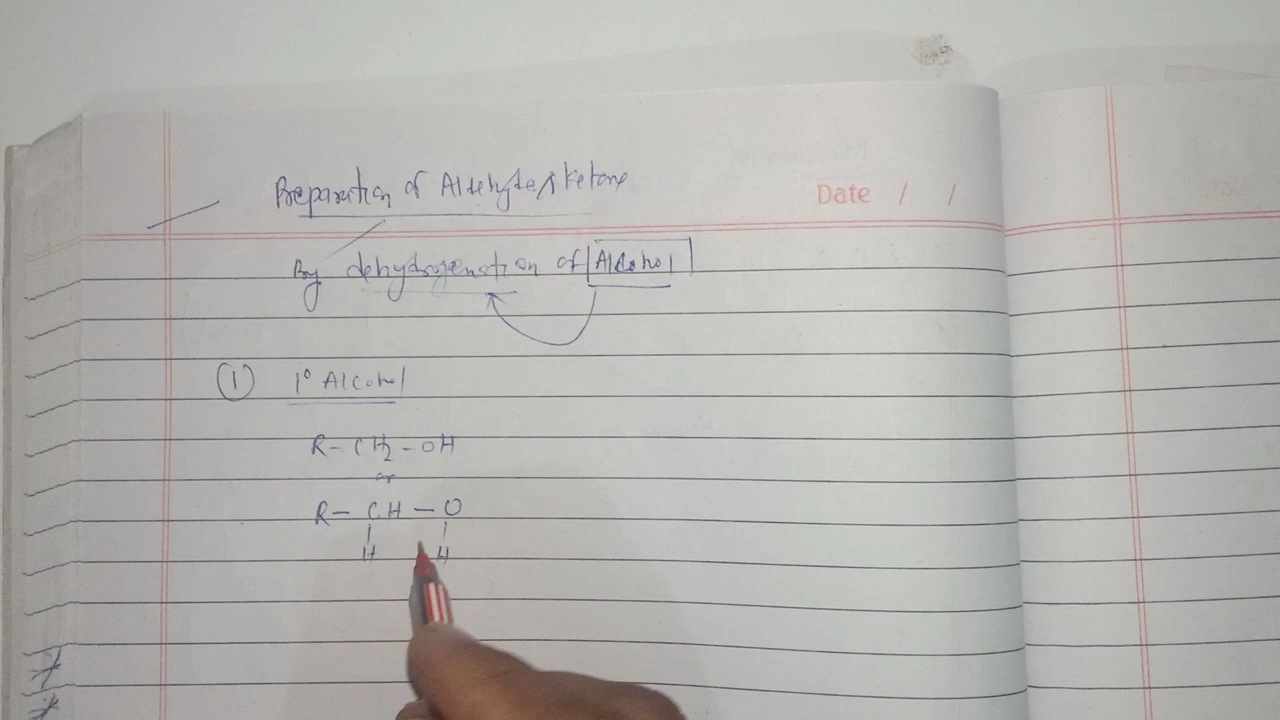 Preparation of Aldehyde & Ketone
Date / /
By dehydrogenation of Alcohol
① 1° Alcohol
R- CH2 - OH
or
R- CH - O
H H